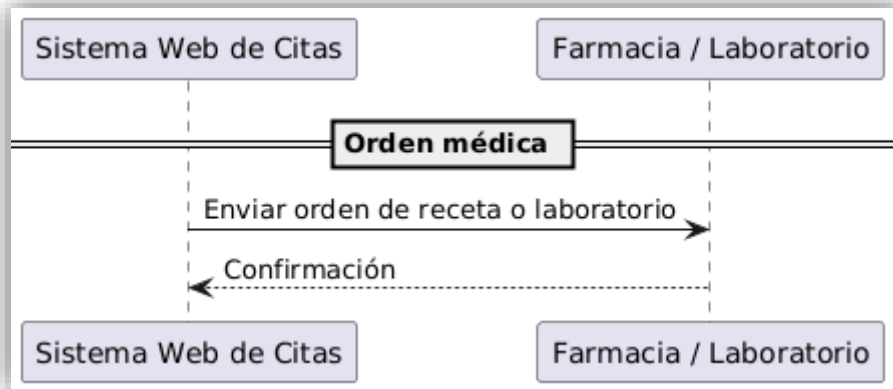 Sistema Web de Citas
Farmacia / Laboratorio
Orden médica
Enviar orden de receta o laboratorio
Confirmación
Sistema Web de Citas
Farmacia / Laboratorio